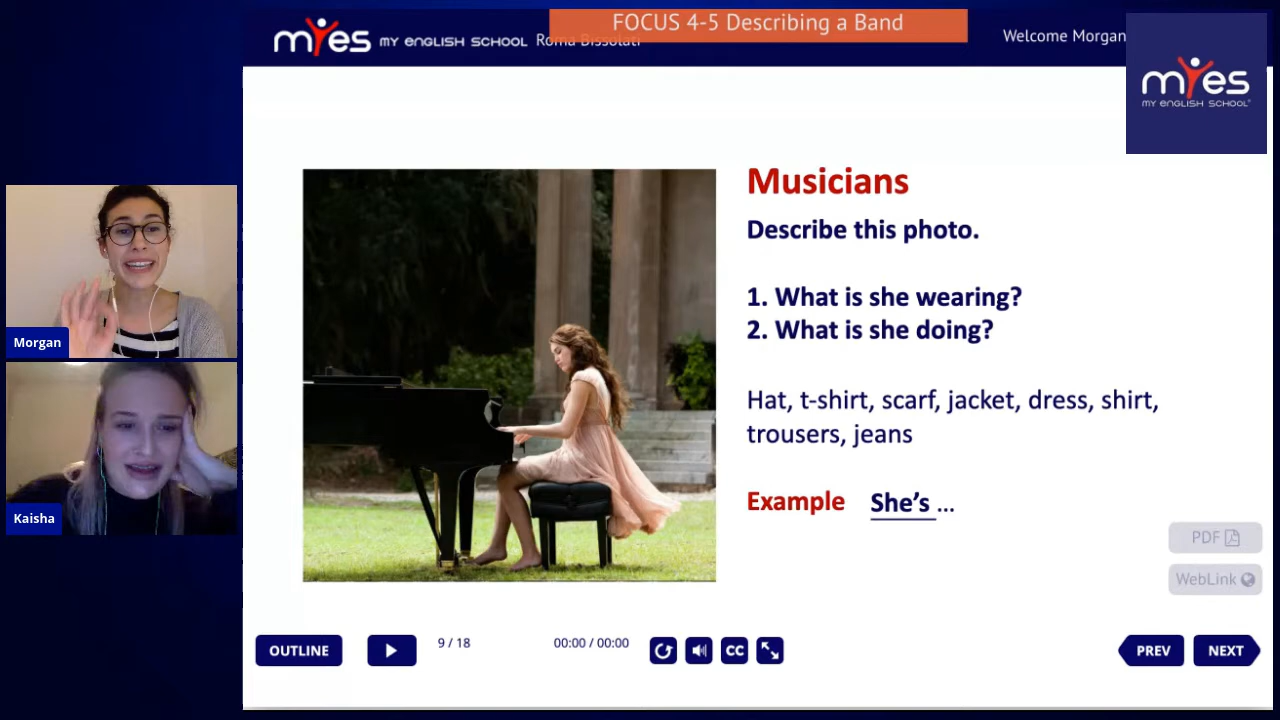 FOCUS 4-5 Describing a Band
myes MY ENGLISH SCHOOL Roma Bissolati
Welcome Morgan
myes
MY ENGLISH SCHOOL
Musicians
Describe this photo.
1. What is she wearing?
2. What is she doing?
Hat, t-shirt, scarf, jacket, dress, shirt,
trousers, jeans
Example She's ...
Morgan
Kaisha
PDF
WebLink
OUTLINE
9 / 18
00:00 / 00:00
CC
PREV
NEXT